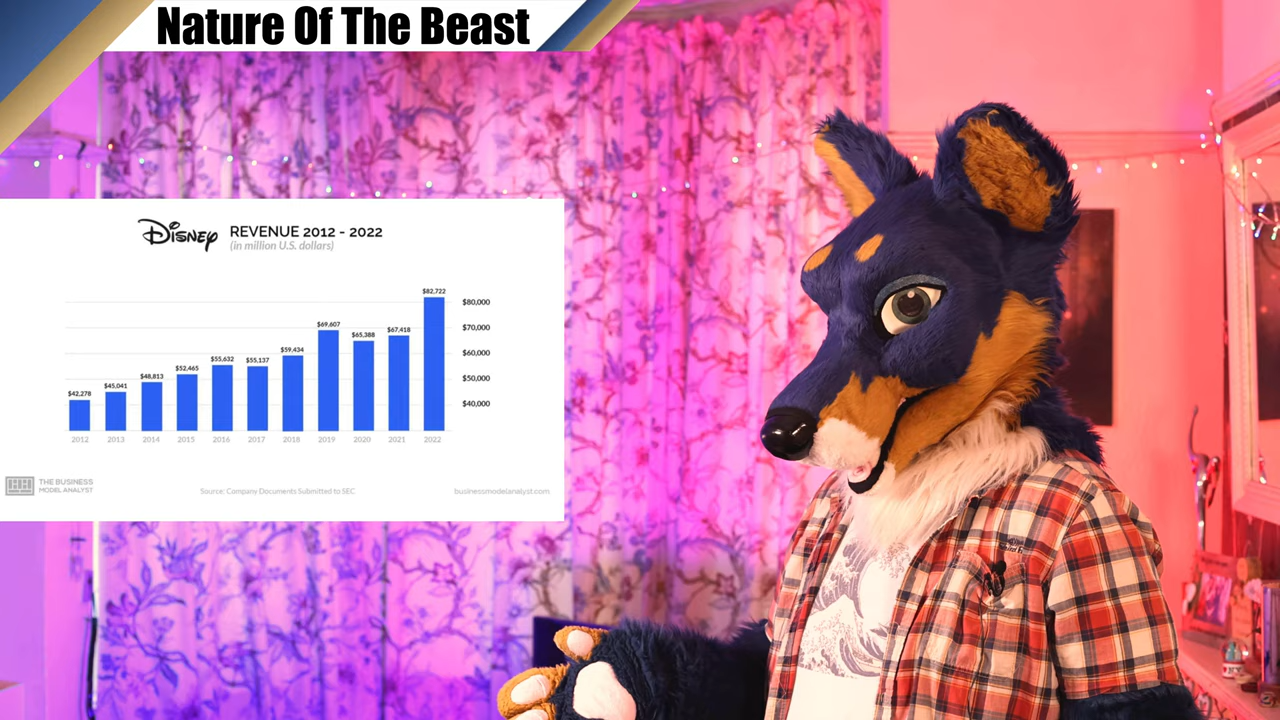 Nature Of The Beast
Disney REVENUE 2012 - 2022
(in million U.S. dollars)
$82,722
$80,000
$69,607
$70,000
$65,388
$67,418
$59,434
$60,000
$55,632
$55,137
$52,465
$50,000
$48,813
$45,041
$42,278
$40,000
2012 2013 2014 2015 2016 2017 2018 2019 2020 2021 2022
THE BUSINESS
MODEL ANALYST
Source: Company Documents Submitted to SEC
businessmodelanalyst.com